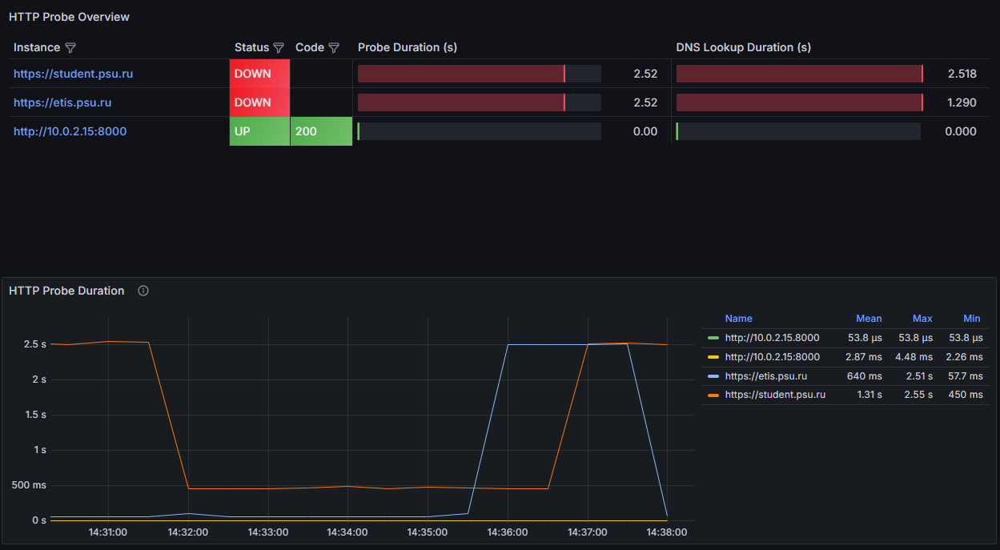 HTTP Probe Overview
Instance Status Code Probe Duration (s) DNS Lookup Duration (s)
https://student.psu.ru DOWN 2.52 2.518
https://etis.psu.ru DOWN 2.52 1.290
http://10.0.2.15:8000 UP 200 0.00 0.000
HTTP Probe Duration
Name Mean Max Min
http://10.0.2.15.8000 53.8 µs 53.8 µs 53.8 µs
http://10.0.2.15:8000 2.87 ms 4.48 ms 2.26 ms
https://etis.psu.ru 640 ms 2.51 s 57.7 ms
https://student.psu.ru 1.31 s 2.55 s 450 ms
2.5 s
2 s
1.5 s
1 s
500 ms
0 s
14:31:00 14:32:00 14:33:00 14:34:00 14:35:00 14:36:00 14:37:00 14:38:00